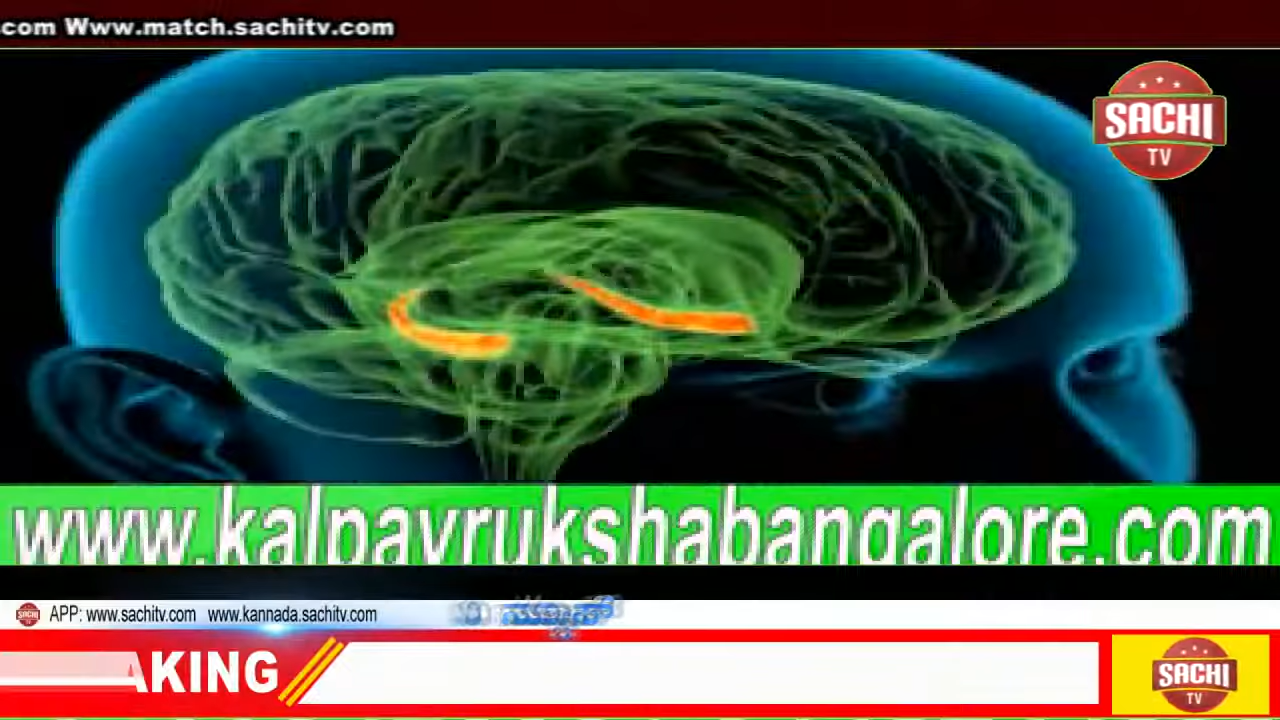 com Www.match.sachitv.com
SACHI
TV
www.kalpavrukshabangalore.com
SACHI APP: www.sachitv.com www.kannada.sachitv.com
AKING
SACHI
TV